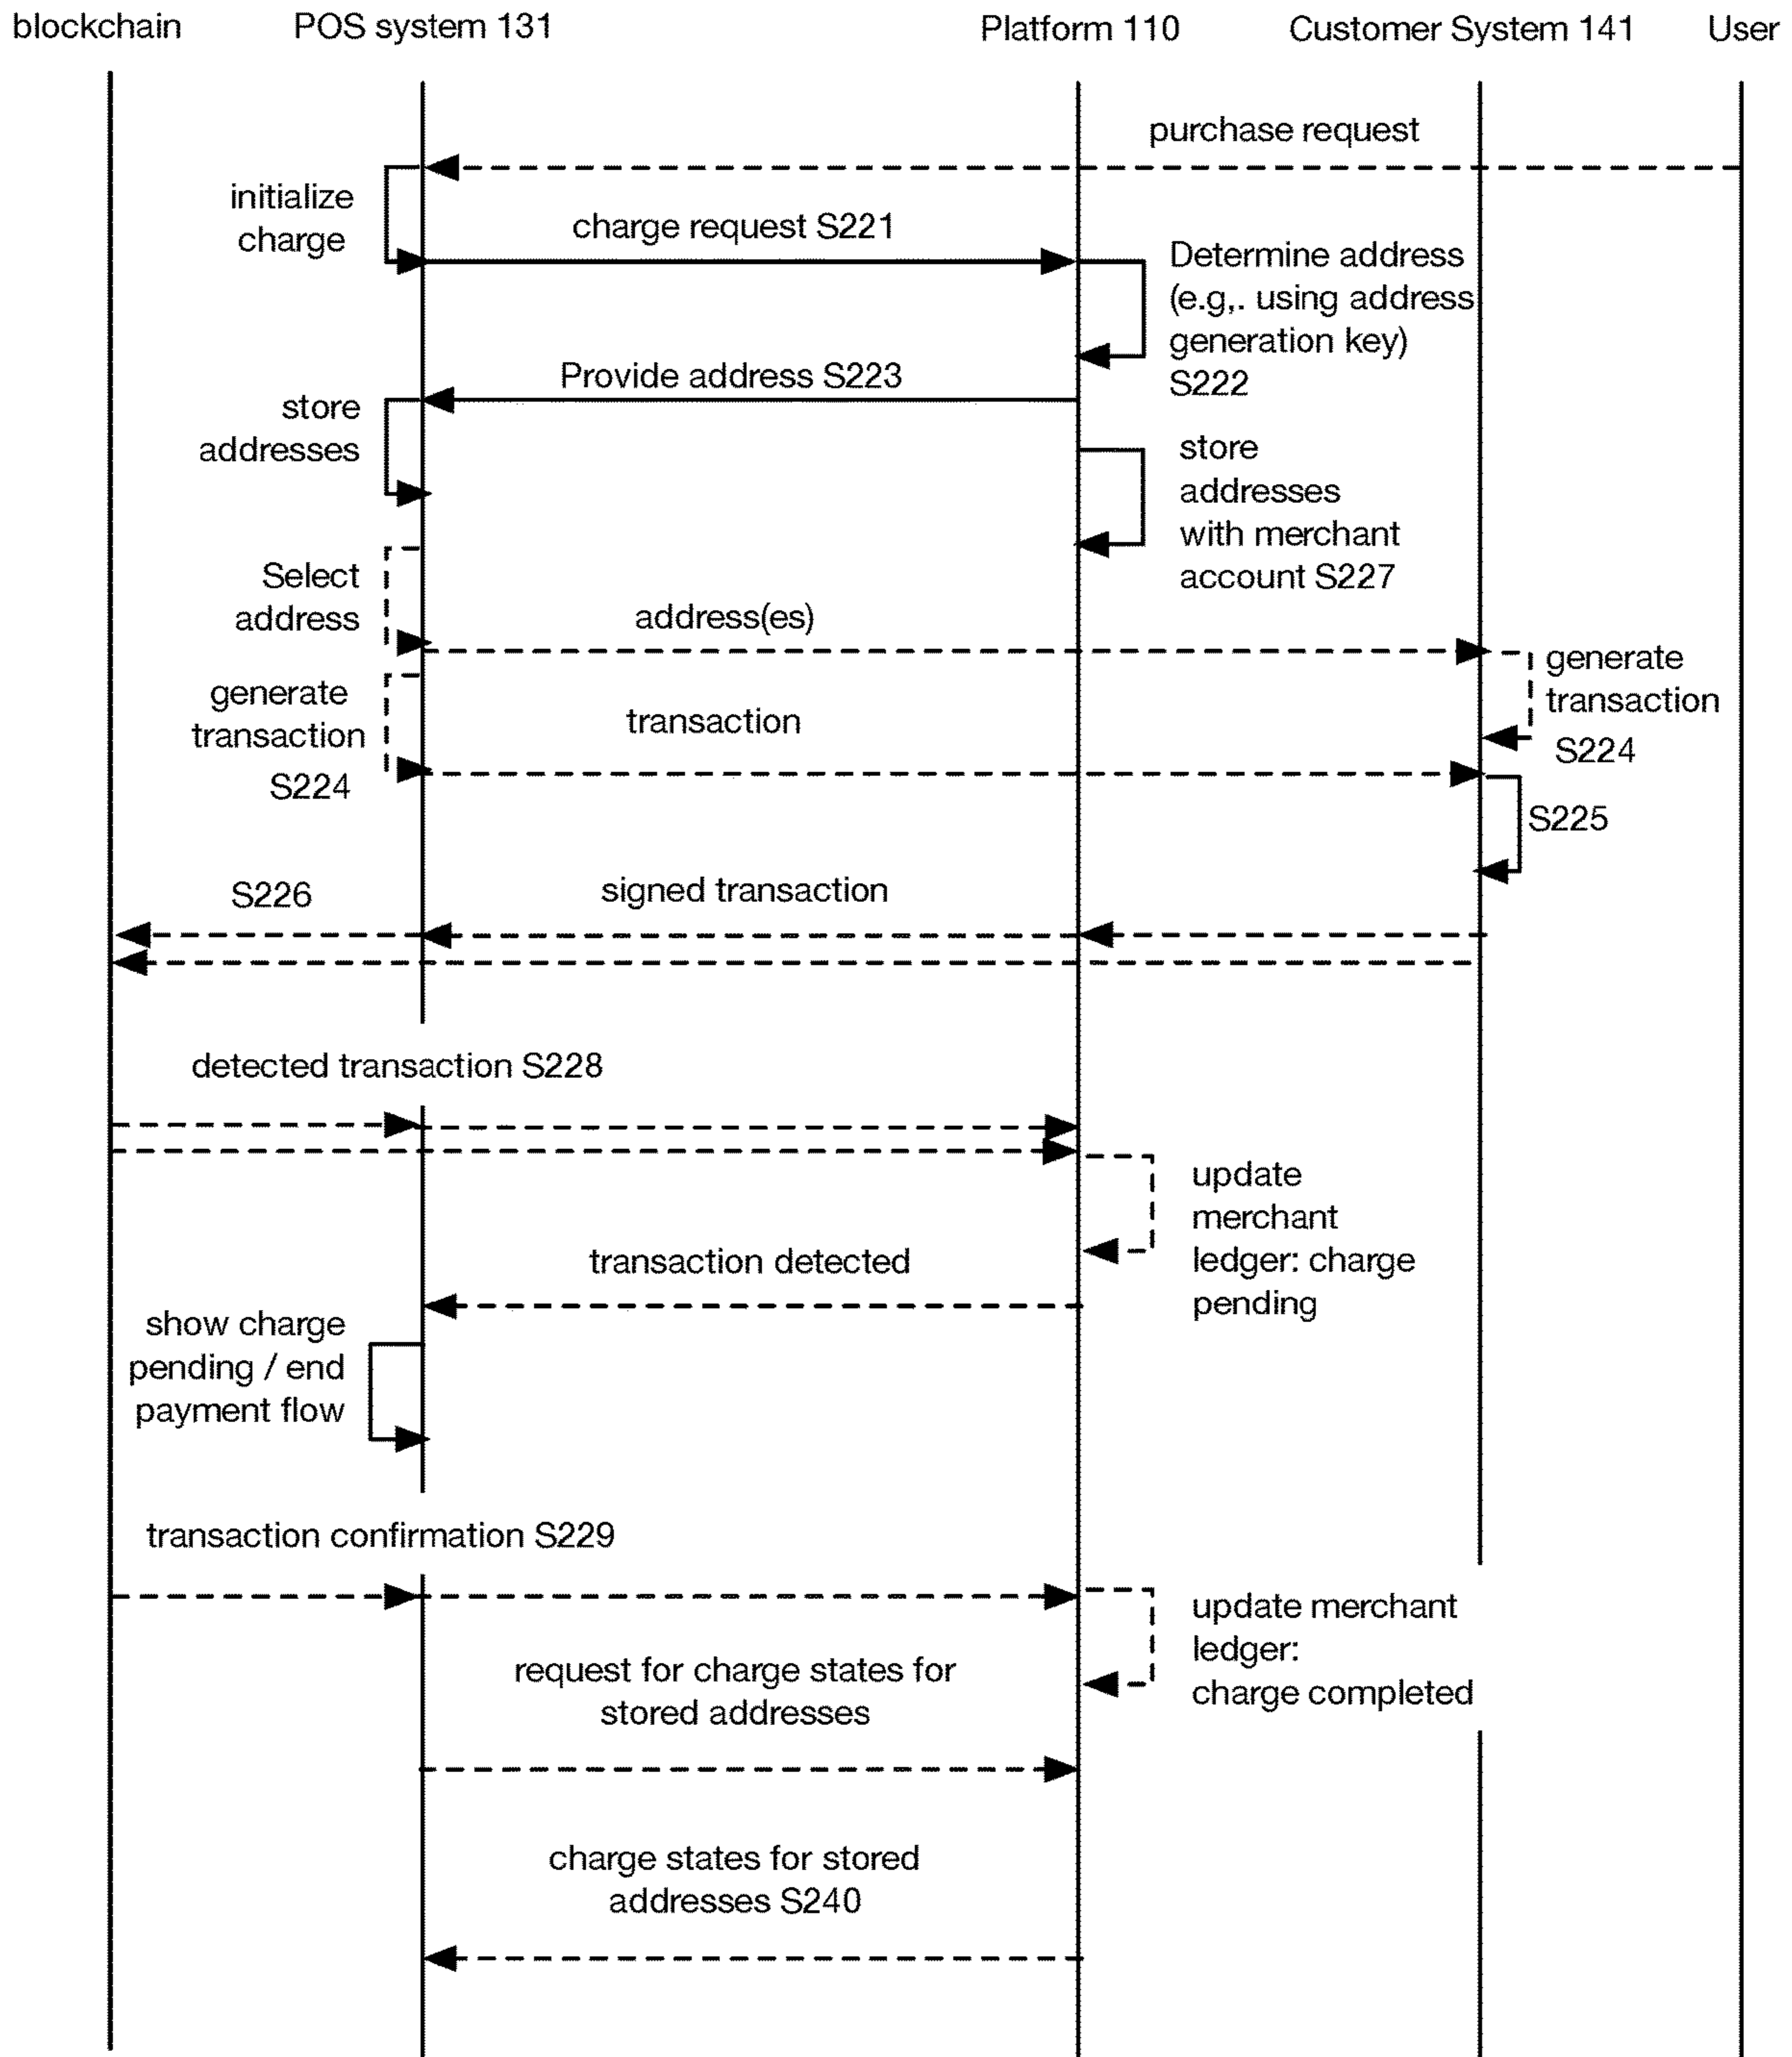 blockchain
POS system 131
Platform 110
Customer System 141
User
purchase request
initialize
charge
charge request S221
Determine address
(e.g,. using address
generation key)
S222
Provide address S223
store
addresses
store
addresses
with merchant
account S227
Select
address
address(es)
generate
transaction
S224
generate
transaction
S224
transaction
S225
S226
signed transaction
detected transaction S228
update
merchant
ledger: charge
pending
transaction detected
show charge
pending / end
payment flow
transaction confirmation S229
update merchant
ledger:
charge completed
request for charge states for
stored addresses
charge states for stored
addresses S240